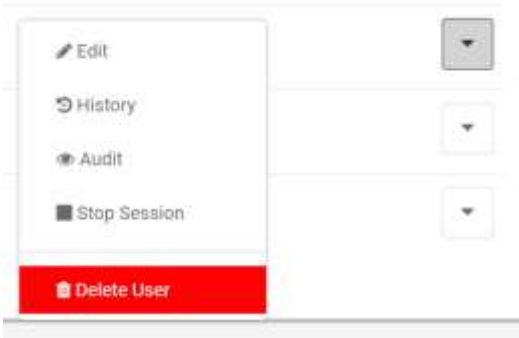 Edit
History
Audit
Stop Session
Delete User